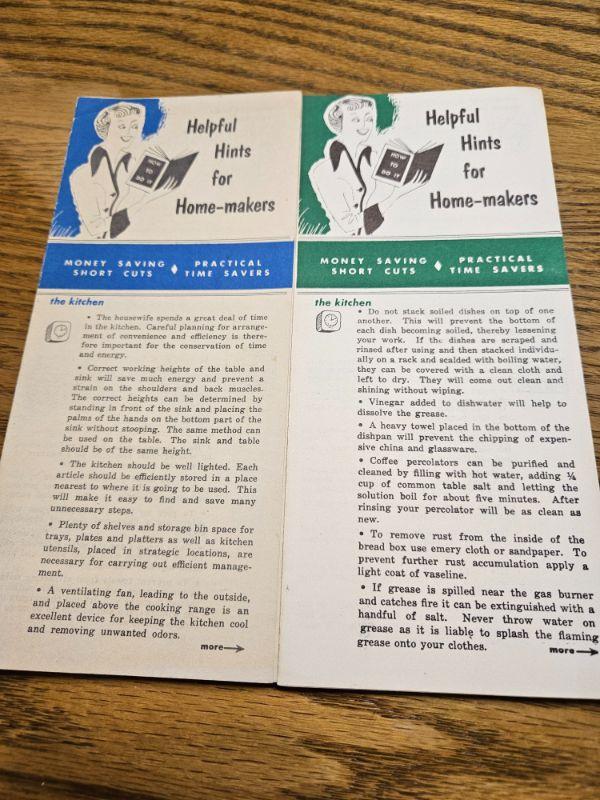 Helpful
Hints
for
Home-makers
HOW
TO
DO IT
MONEY SAVING ♦ PRACTICAL
SHORT CUTS TIME SAVERS
the kitchen
• The housewife spends a great deal of time
in the kitchen. Careful planning for arrange-
ment of convenience and efficiency is there-
fore important for the conservation of time
and energy.
• Correct working heights of the table and
sink will save much energy and prevent a
strain on the shoulders and back muscles.
The correct heights can be determined by
standing in front of the sink and placing the
palms of the hands on the bottom part of the
sink without stooping. The same method can
be used on the table. The sink and table
should be of the same height.
• The kitchen should be well lighted. Each
article should be efficiently stored in a place
nearest to where it is going to be used. This
will make it easy to find and save many
unnecessary steps.
• Plenty of shelves and storage bin space for
trays, plates and platters as well as kitchen
utensils, placed in strategic locations, are
necessary for carrying out efficient manage-
ment.
• A ventilating fan, leading to the outside,
and placed above the cooking range is an
excellent device for keeping the kitchen cool
and removing unwanted odors.
more→
Helpful
Hints
for
Home-makers
HOW
TO
DO IT
MONEY SAVING ♦ PRACTICAL
SHORT CUTS TIME SAVERS
the kitchen
• Do not stack soiled dishes on top of one
another. This will prevent the bottom of
each dish becoming soiled, thereby lessening
your work. If the dishes are scraped and
rinsed after using and then stacked individu-
ally on a rack and scalded with boiling water,
they can be covered with a clean cloth and
left to dry. They will come out clean and
shining without wiping.
• Vinegar added to dishwater will help to
dissolve the grease.
• A heavy towel placed in the bottom of the
dishpan will prevent the chipping of expen-
sive china and glassware.
• Coffee percolators can be purified and
cleaned by filling with hot water, adding ¼
cup of common table salt and letting the
solution boil for about five minutes. After
rinsing your percolator will be as clean as
new.
• To remove rust from the inside of the
bread box use emery cloth or sandpaper. To
prevent further rust accumulation apply a
light coat of vaseline.
• If grease is spilled near the gas burner
and catches fire it can be extinguished with a
handful of salt. Never throw water on
grease as it is liable to splash the flaming
grease onto your clothes.
more→